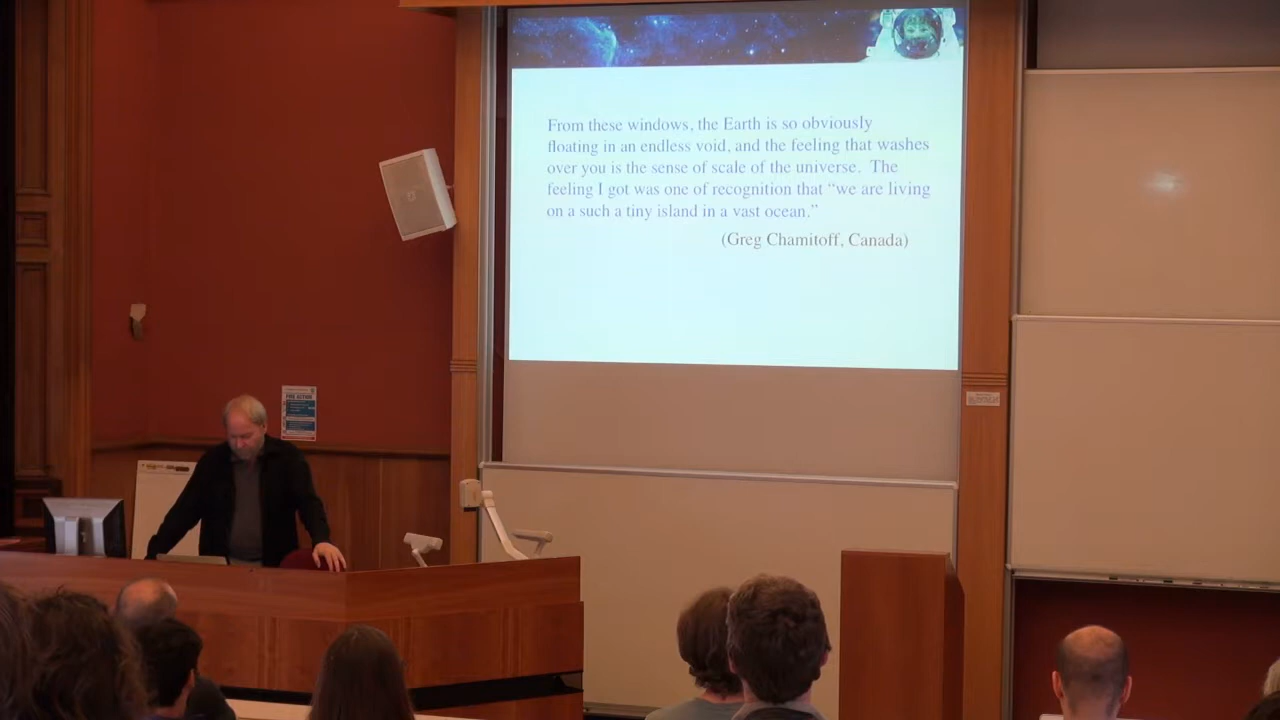 From these windows, the Earth is so obviously
floating in an endless void, and the feeling that washes
over you is the sense of scale of the universe. The
feeling I got was one of recognition that “we are living
on a such a tiny island in a vast ocean.”
(Greg Chamitoff, Canada)
FIRE ACTION